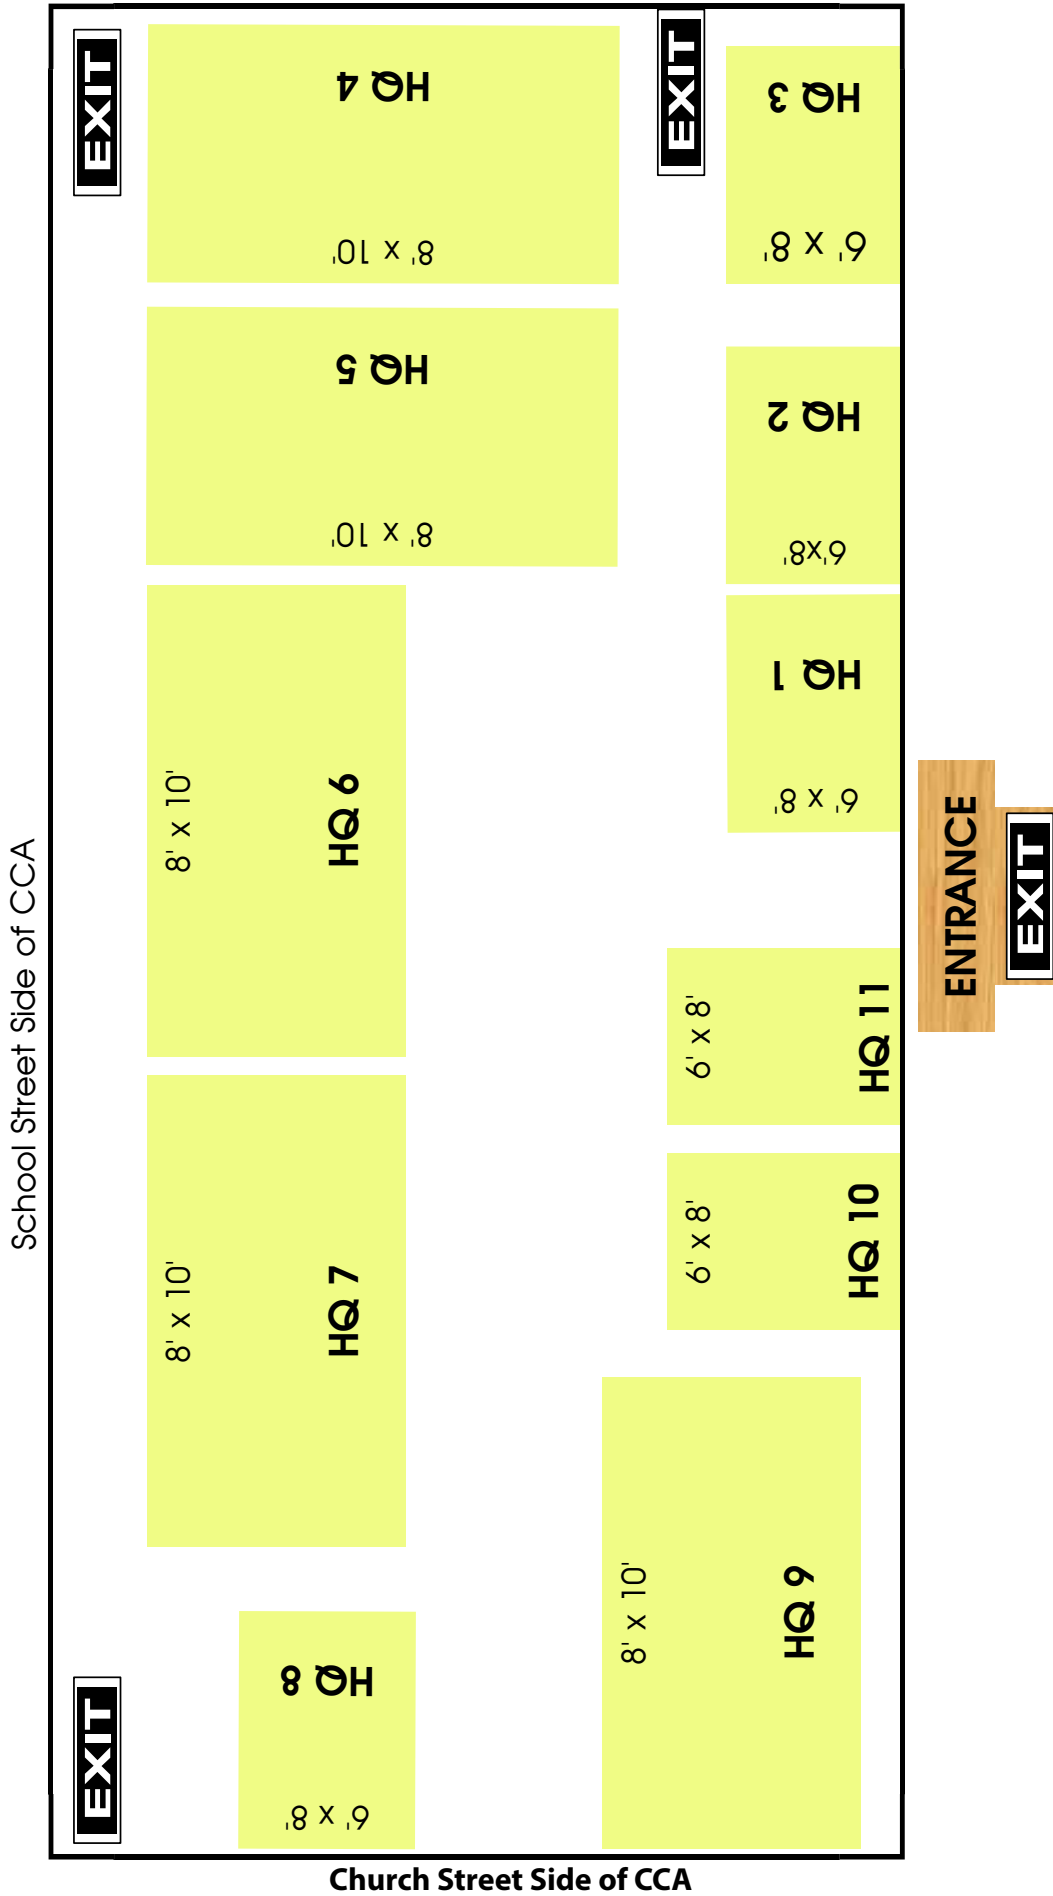 EXIT
HQ 4
8' x 10'
EXIT
HQ 3
6' x 8'
HQ 5
8' x 10'
HQ 2
6'x8'
HQ 1
6' x 8'
8' x 10'
HQ 6
School Street Side of CCA
ENTRANCE
EXIT
6' x 8'
HQ 11
6' x 8'
HQ 10
8' x 10'
HQ 7
8' x 10'
HQ 9
HQ 8
6' x 8'
EXIT
Church Street Side of CCA